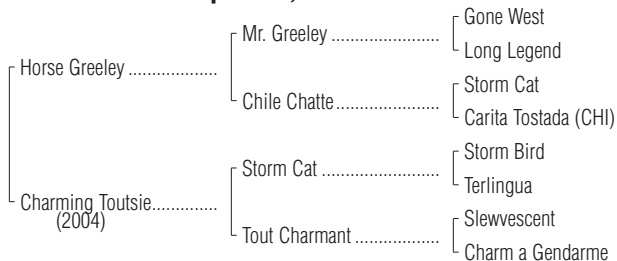 Gone West
Mr. Greeley ......................
Long Legend
Horse Greeley ..................
Storm Cat
Chile Chatte.....................
Carita Tostada (CHI)
Storm Bird
Storm Cat ........................
Terlingua
Charming Toutsie.............
(2004)
Slewvescent
Tout Charmant .................
Charm a Gendarme